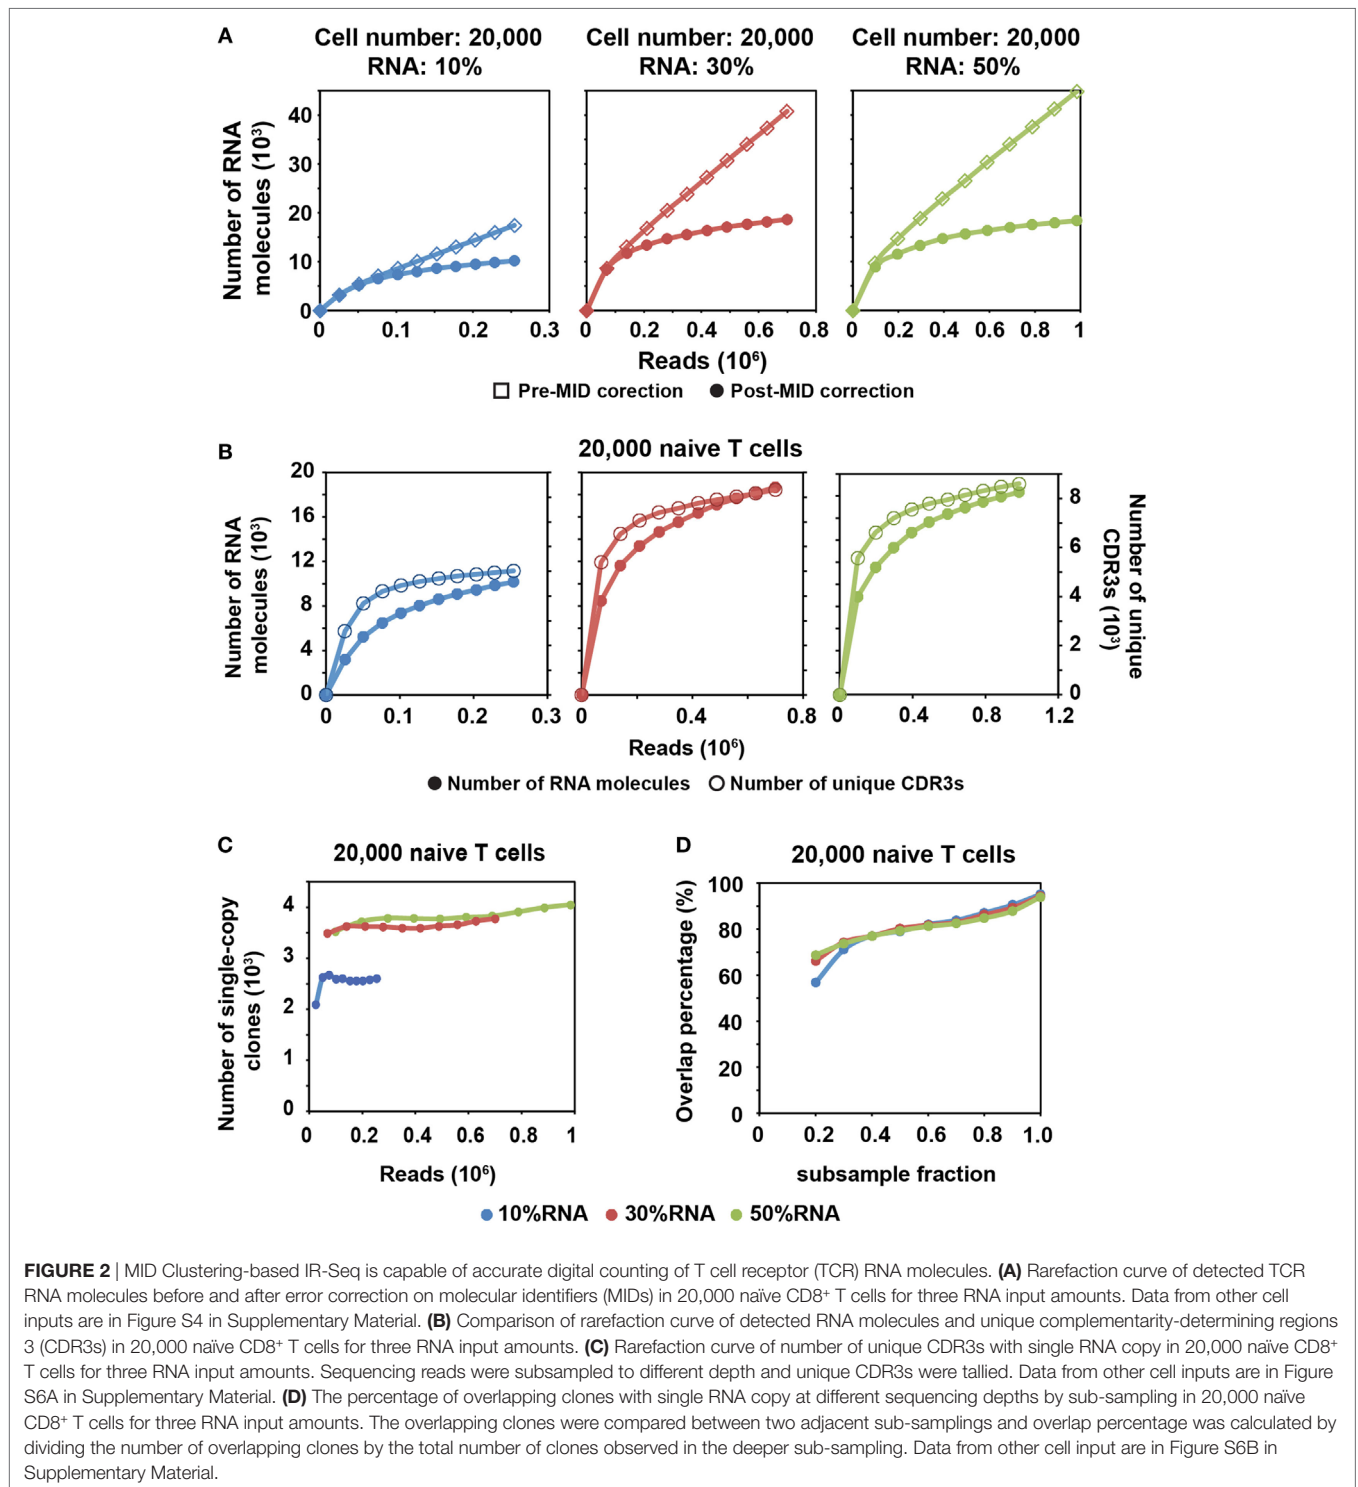 A
Cell number: 20,000
RNA: 10%
Cell number: 20,000
RNA: 30%
Cell number: 20,000
RNA: 50%
Number of RNA
molecules (10³)
40
30
20
10
0
0 0.1 0.2 0.3
0 0.2 0.4 0.6 0.8
0 0.2 0.4 0.6 0.8 1
Reads (10⁶)
Pre-MID corection Post-MID correction
B
20,000 naive T cells
Number of RNA
molecules (10³)
20
16
12
8
4
0
0 0.1 0.2 0.3
0 0.4 0.8
0 0.4 0.8 1.2
8
6
4
2
0
Number of unique
CDR3s (10³)
Reads (10⁶)
Number of RNA molecules Number of unique CDR3s
C
20,000 naive T cells
Number of single-copy
clones (10³)
4
3
2
1
0
0 0.2 0.4 0.6 0.8 1
Reads (10⁶)
D
20,000 naive T cells
Overlap percentage (%)
100
80
60
40
20
0
0 0.2 0.4 0.6 0.8 1.0
subsample fraction
10%RNA 30%RNA 50%RNA
FIGURE 2 | MID Clustering-based IR-Seq is capable of accurate digital counting of T cell receptor (TCR) RNA molecules. (A) Rarefaction curve of detected TCR
RNA molecules before and after error correction on molecular identifiers (MIDs) in 20,000 naïve CD8⁺ T cells for three RNA input amounts. Data from other cell
inputs are in Figure S4 in Supplementary Material. (B) Comparison of rarefaction curve of detected RNA molecules and unique complementarity-determining regions
3 (CDR3s) in 20,000 naïve CD8⁺ T cells for three RNA input amounts. (C) Rarefaction curve of number of unique CDR3s with single RNA copy in 20,000 naïve CD8⁺
T cells for three RNA input amounts. Sequencing reads were subsampled to different depth and unique CDR3s were tallied. Data from other cell inputs are in Figure
S6A in Supplementary Material. (D) The percentage of overlapping clones with single RNA copy at different sequencing depths by sub-sampling in 20,000 naïve
CD8⁺ T cells for three RNA input amounts. The overlapping clones were compared between two adjacent sub-samplings and overlap percentage was calculated by
dividing the number of overlapping clones by the total number of clones observed in the deeper sub-sampling. Data from other cell input are in Figure S6B in
Supplementary Material.